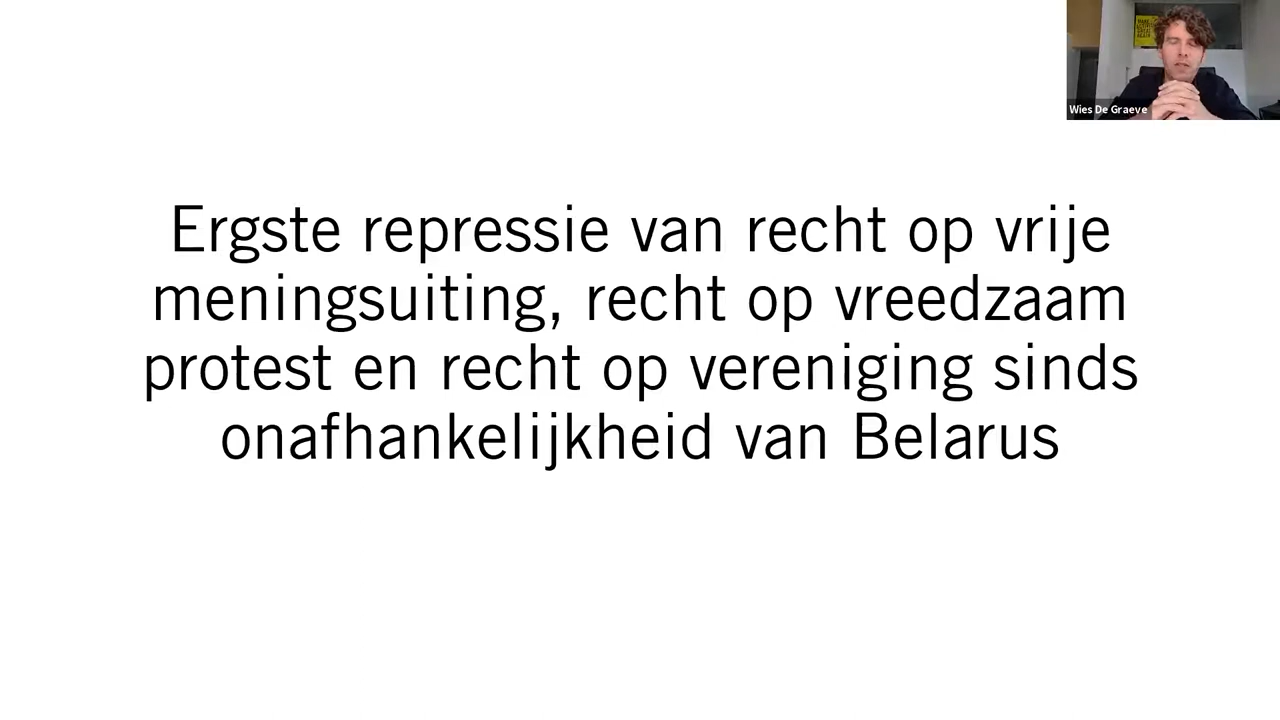 Wies De Graeve
Ergste repressie van recht op vrije
meningsuiting, recht op vreedzaam
protest en recht op vereniging sinds
onafhankelijkheid van Belarus